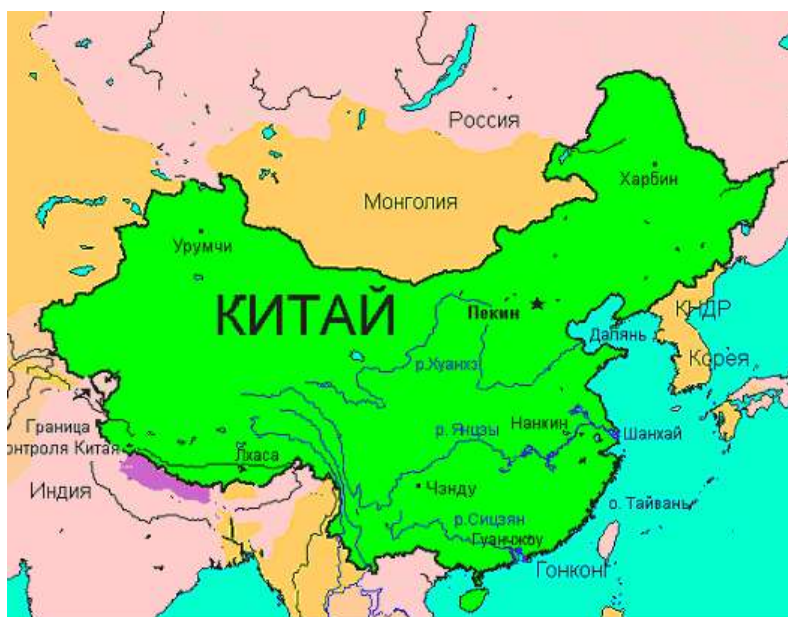 Россия
Харбин
Монголия
Урумчи
КИТАЙ
Пекин
КНДР
Далянь
Корея
р.Хуанхэ
Граница
контроля Китая
Нанкин
р. Янцзы
Шанхай
Лхаса
Индия
Чэнду
о. Тайвань
р.Сицзян
Гуанчжоу
Гонконг